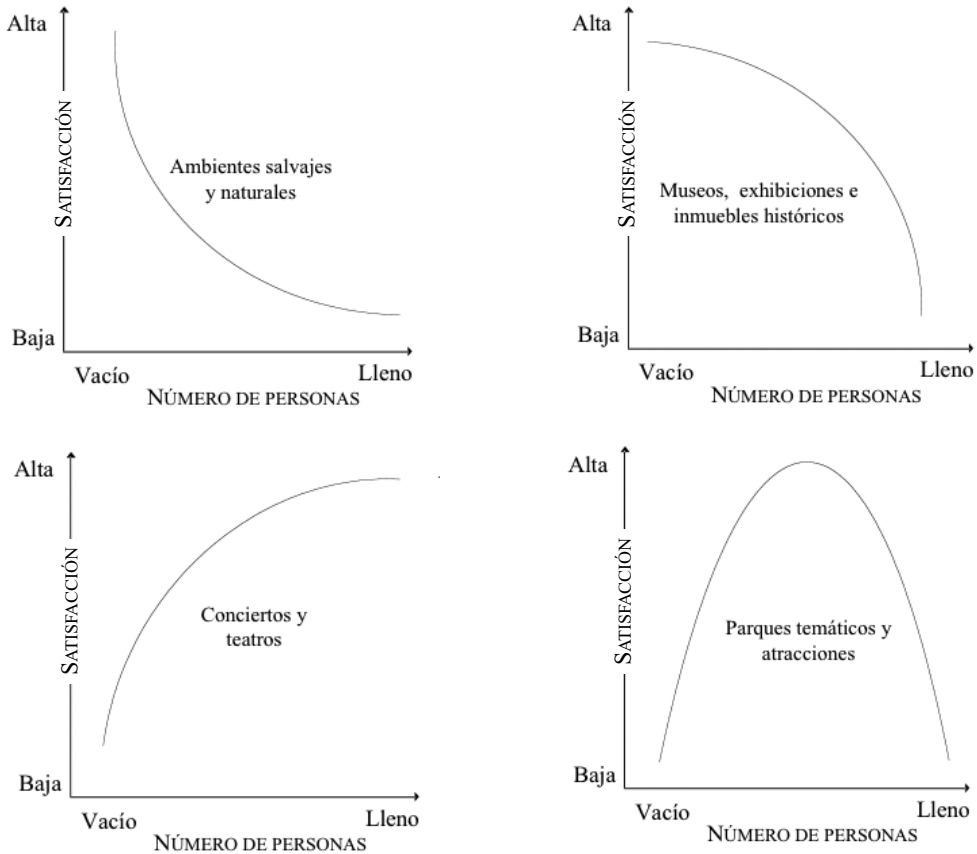 Alta
SATISFACCIÓN
Ambientes salvajes
y naturales
Baja
Vacío
Lleno
NÚMERO DE PERSONAS
Alta
SATISFACCIÓN
Museos, exhibiciones e
inmuebles históricos
Baja
Vacío
Lleno
NÚMERO DE PERSONAS
Alta
SATISFACCIÓN
Conciertos y
teatros
Baja
Vacío
Lleno
NÚMERO DE PERSONAS
Alta
SATISFACCIÓN
Parques temáticos y
atracciones
Baja
Vacío
Lleno
NÚMERO DE PERSONAS